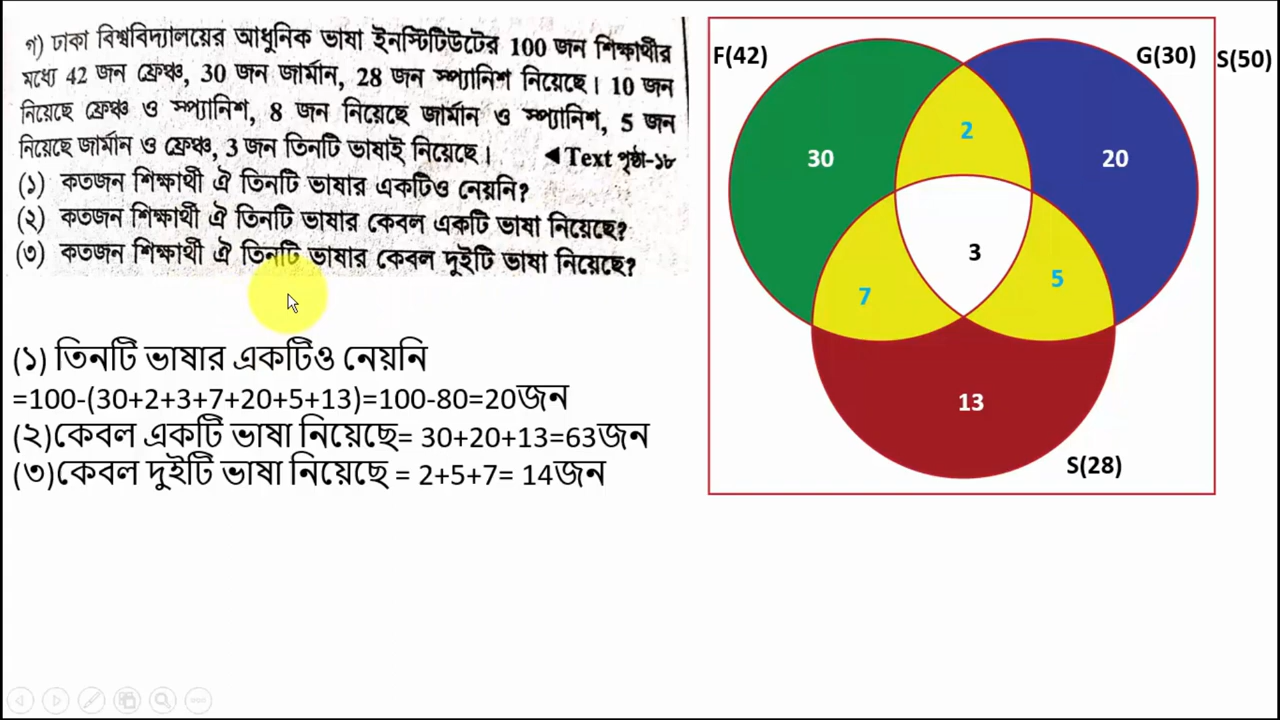 গ) ঢাকা বিশ্ববিদ্যালয়ের আধুনিক ভাষা ইনস্টিটিউটের 100 জন শিক্ষার্থীর
মধ্যে 42 জন ফ্রেঞ্চ, 30 জন জার্মান, 28 জন স্প্যানিশ নিয়েছে। 10 জন
নিয়েছে ফ্রেঞ্চ ও স্প্যানিশ, 8 জন নিয়েছে জার্মান ও স্প্যানিশ, 5 জন
নিয়েছে জার্মান ও ফ্রেঞ্চ, 3 জন তিনটি ভাষাই নিয়েছে। ◄Text পৃষ্ঠা-১৮
(১) কতজন শিক্ষার্থী ঐ তিনটি ভাষার একটিও নেয়নি?
(২) কতজন শিক্ষার্থী ঐ তিনটি ভাষার কেবল একটি ভাষা নিয়েছে?
(৩) কতজন শিক্ষার্থী ঐ তিনটি ভাষার কেবল দুইটি ভাষা নিয়েছে?
(১) তিনটি ভাষার একটিও নেয়নি
=100-(30+2+3+7+20+5+13)=100-80=20জন
(২)কেবল একটি ভাষা নিয়েছে= 30+20+13=63জন
(৩)কেবল দুইটি ভাষা নিয়েছে = 2+5+7= 14জন
F(42)
G(30)
S(50)
2
30
20
3
7
5
13
S(28)